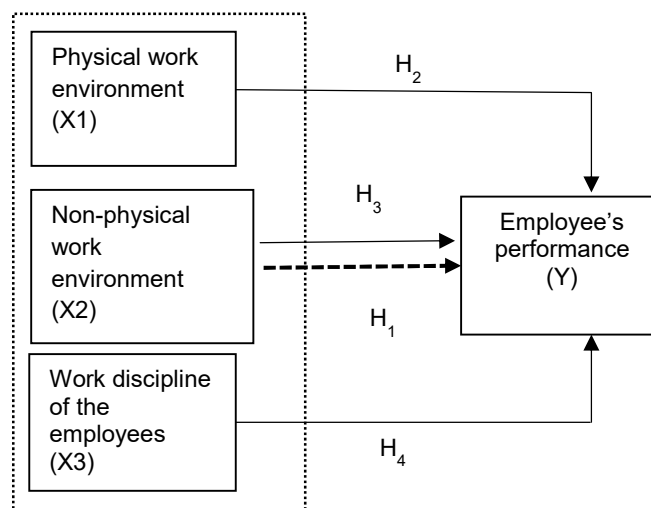 Physical work
environment
(X1)
H2
Non-physical
work
environment
(X2)
H3
Employee’s
performance
(Y)
H1
Work discipline
of the
employees
(X3)
H4